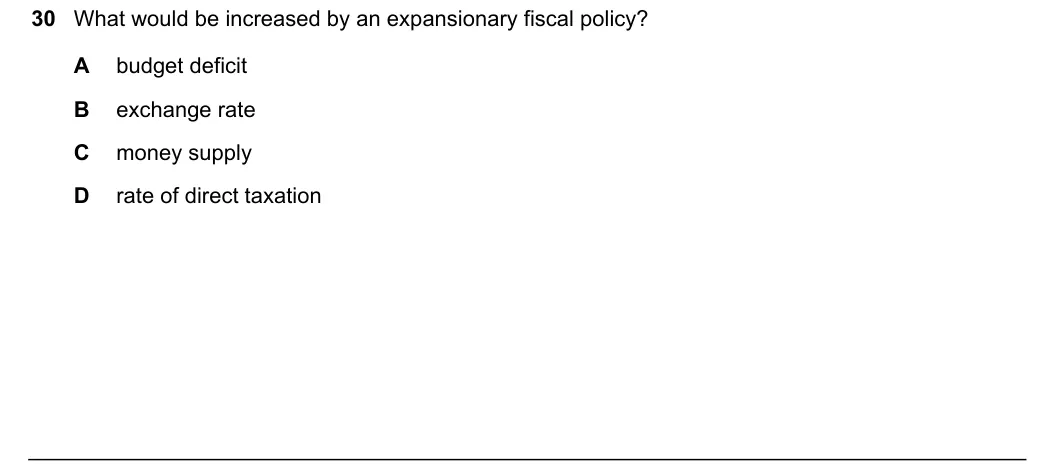 30 What would be increased by an expansionary fiscal policy?
A budget deficit
B exchange rate
C money supply
D rate of direct taxation